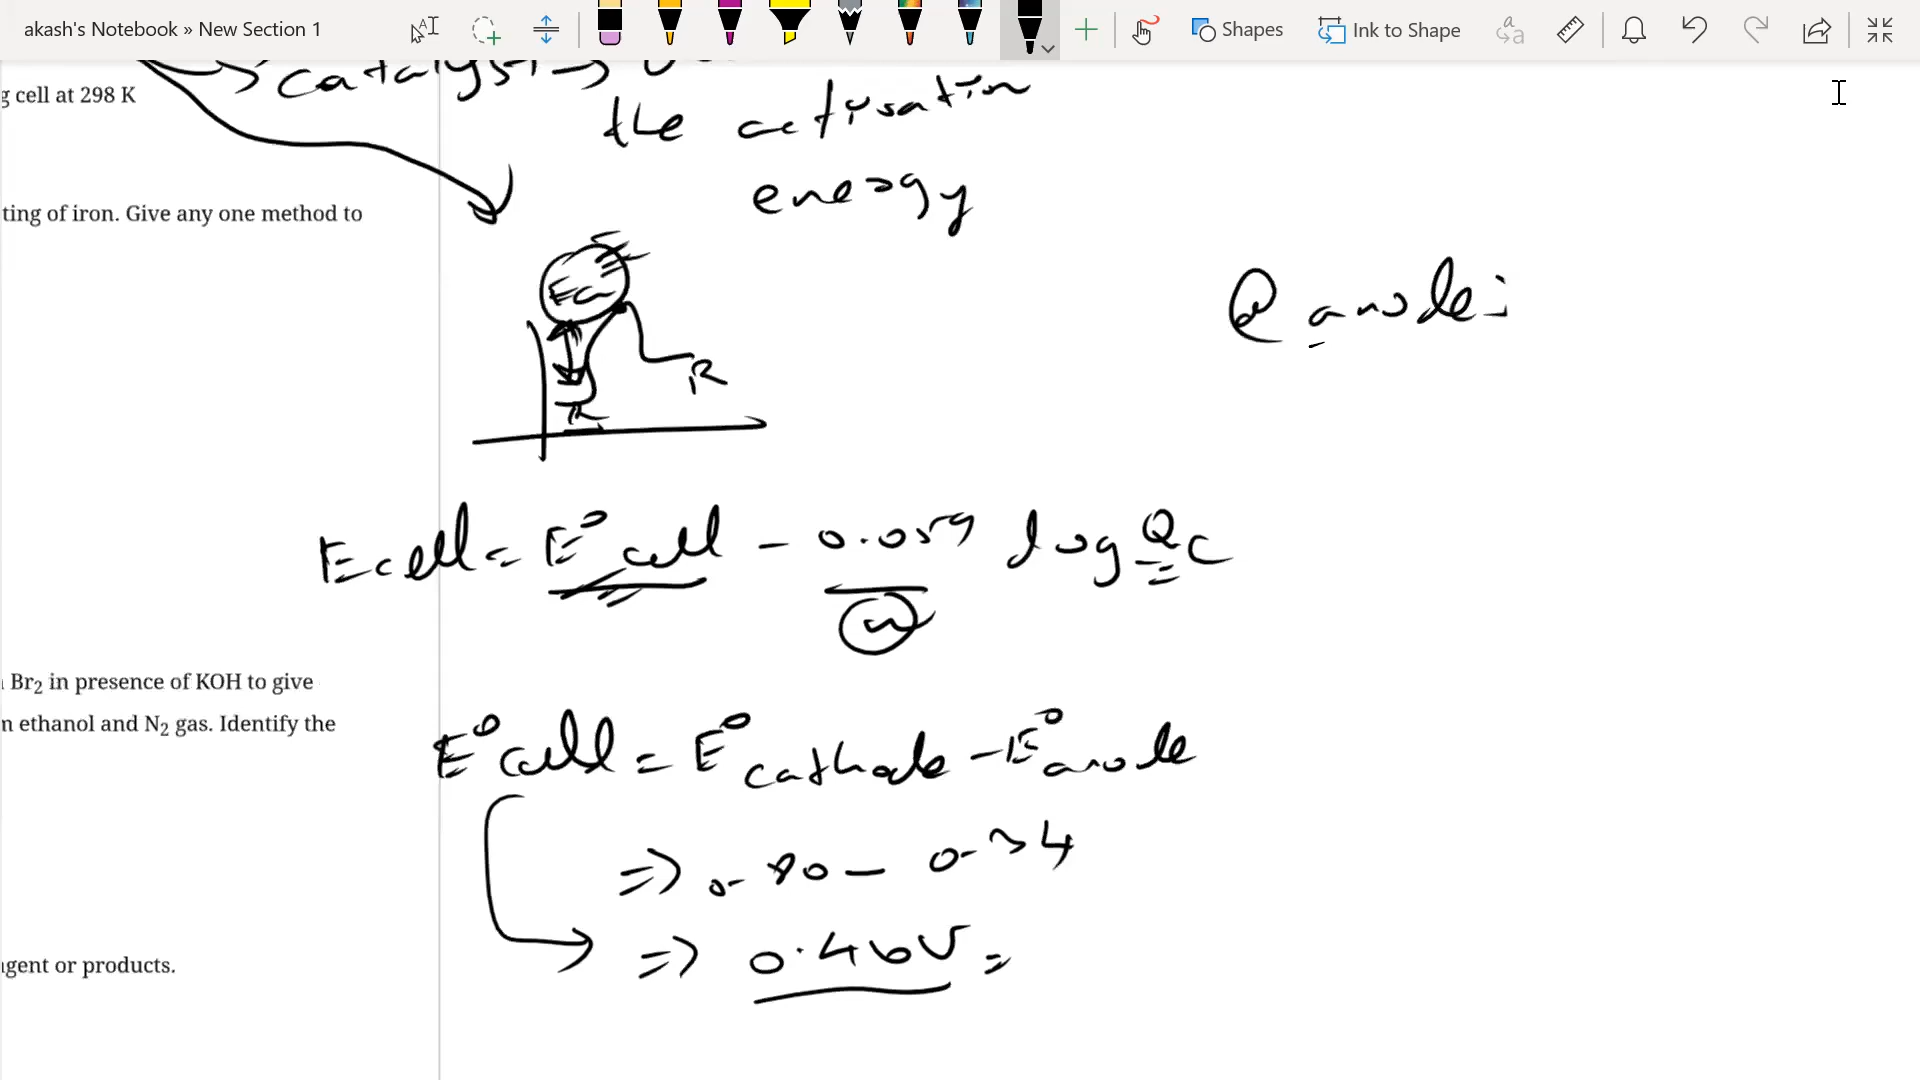 akash's Notebook » New Section 1
Shapes
Ink to Shape
g cell at 298 K
catalyst →
the activation
energy
ting of iron. Give any one method to
Ea
R
R
@ anode:
Ecell = E° cell - 0.059 log Qc
n
Br₂ in presence of KOH to give
n ethanol and N₂ gas. Identify the
E° cell = E° cathode - E° anode
=> 0.80 - 0.34
=> 0.46V =
gent or products.